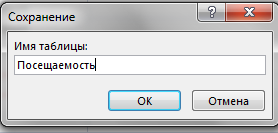 Сохранение
?
Имя таблицы:
Посещаемость
ОК Отмена